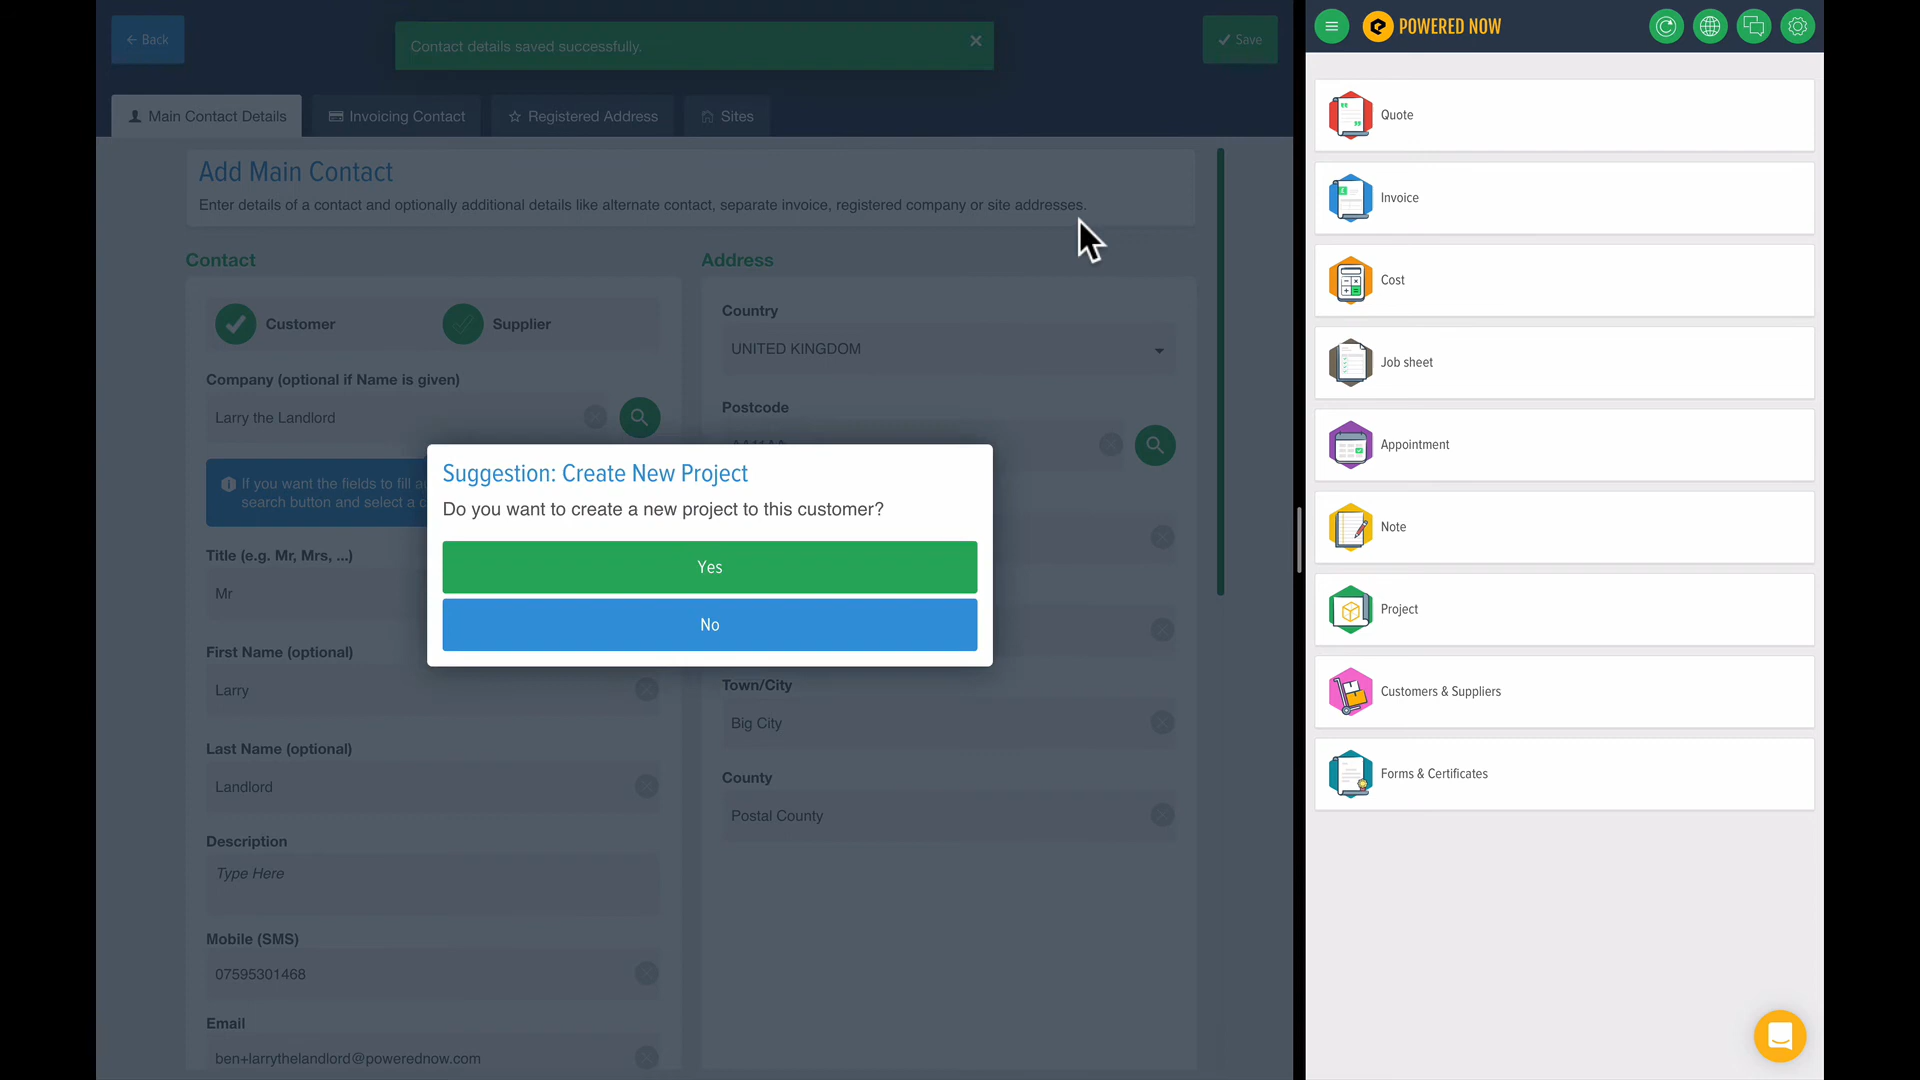 Back
Contact details saved successfully.
Save
POWERED NOW
Main Contact Details
Invoicing Contact
Registered Address
Sites
Add Main Contact
Enter details of a contact and optionally additional details like alternate contact, separate invoice, registered company or site addresses.
Contact
Customer
Supplier
Company (optional if Name is given)
Larry the Landlord
If you want the fields to fill
search button and select a
Title (e.g. Mr, Mrs, ...)
Mr
First Name (optional)
Larry
Last Name (optional)
Landlord
Description
Type Here
Mobile (SMS)
07595301468
Email
ben+larrythelandlord@powerednow.com
Address
Country
UNITED KINGDOM
Postcode
Town/City
Big City
County
Postal County
Suggestion: Create New Project
Do you want to create a new project to this customer?
Yes
No
Quote
Invoice
Cost
Job sheet
Appointment
Note
Project
Customers & Suppliers
Forms & Certificates